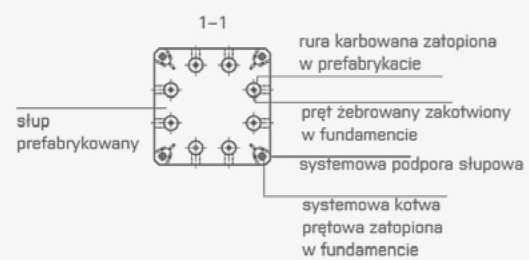 1–1
rura karbowana zatopiona
w prefabrykacie
słup
prefabrykowany
pręt żebrowany zakotwiony
w fundamencie
systemowa podpora słupowa
systemowa kotwa
prętowa zatopiona
w fundamencie